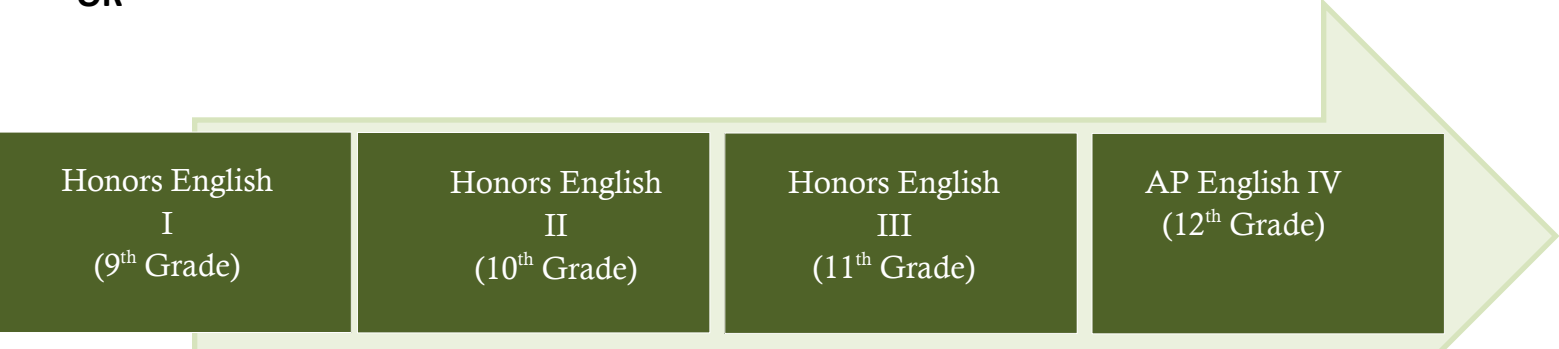 OR
Honors English
I
(9th Grade)
Honors English
II
(10th Grade)
Honors English
III
(11th Grade)
AP English IV
(12th Grade)